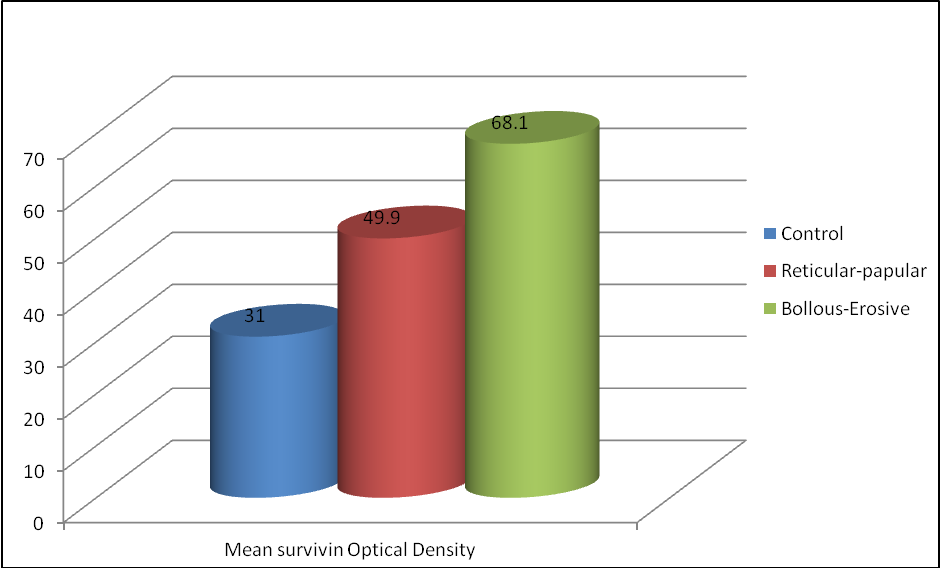 68.1
49.9
31
70
60
50
40
30
20
10
0
Mean survivin Optical Density
Control
Reticular-papular
Bollous-Erosive